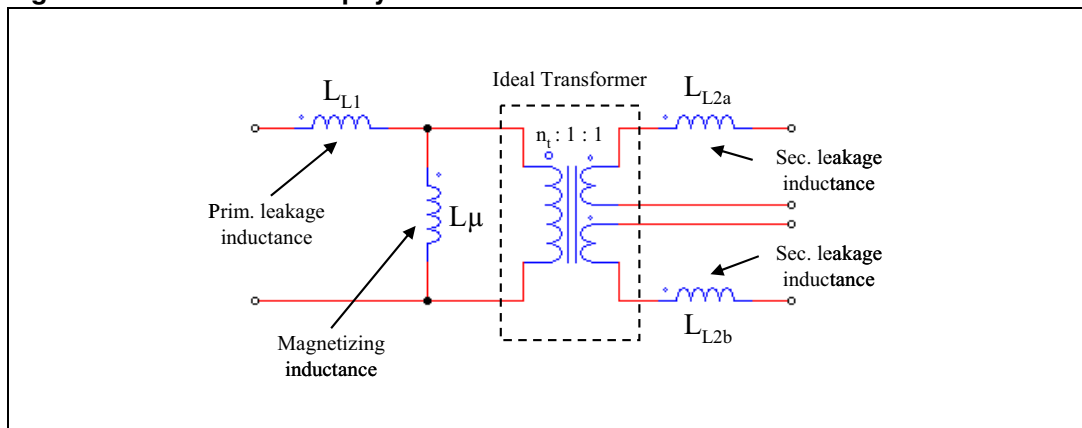 Ideal Transformer
L_L1
L_L2a
n_t : 1 : 1
Sec. leakage
inductance
Prim. leakage
inductance
Lµ
Sec. leakage
inductance
L_L2b
Magnetizing
inductance